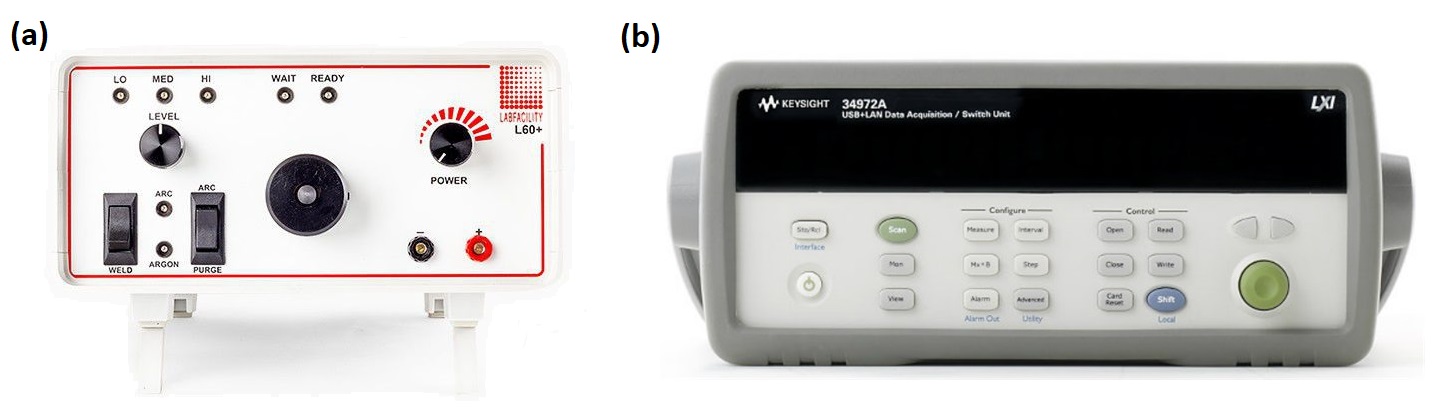 (a)
LO MED HI WAIT READY
LEVEL
LABFACILITY
L60+
POWER
ARC
ARC
- +
WELD
ARGON
PURGE
(b)
KEYSIGHT 34972A
USB+LAN Data Acquisition / Switch Unit
LXI
Configure
Control
Sto/Rcl
Scan
Measure
Interval
Open
Read
Interface
Mon
Mx+B
Step
Close
Write
View
Alarm
Advanced
Card
Reset
Shift
Alarm Out
Utility
Local